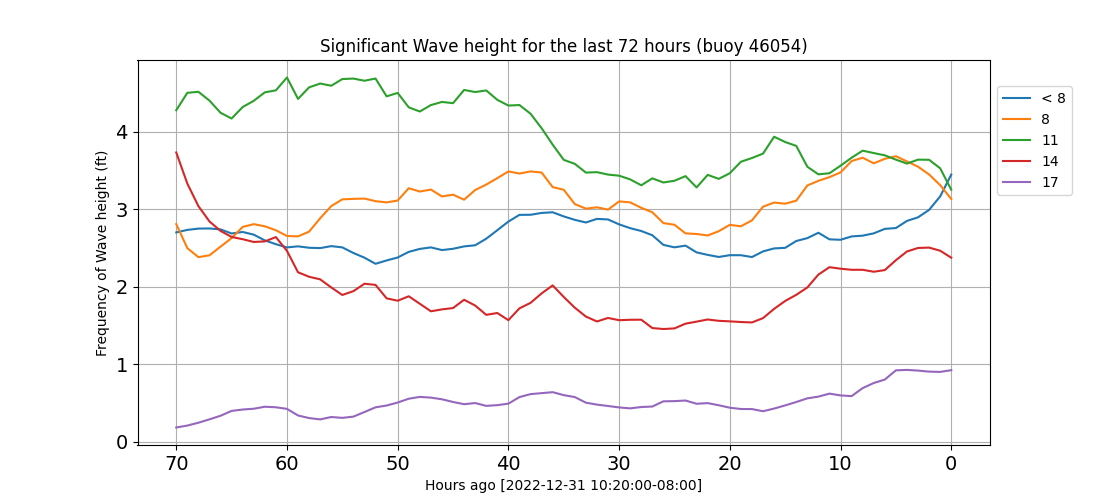 Significant Wave height for the last 72 hours (buoy 46054)
Frequency of Wave height (ft)
4
3
2
1
0
70 60 50 40 30 20 10 0
Hours ago [2022-12-31 10:20:00-08:00]
< 8
8
11
14
17